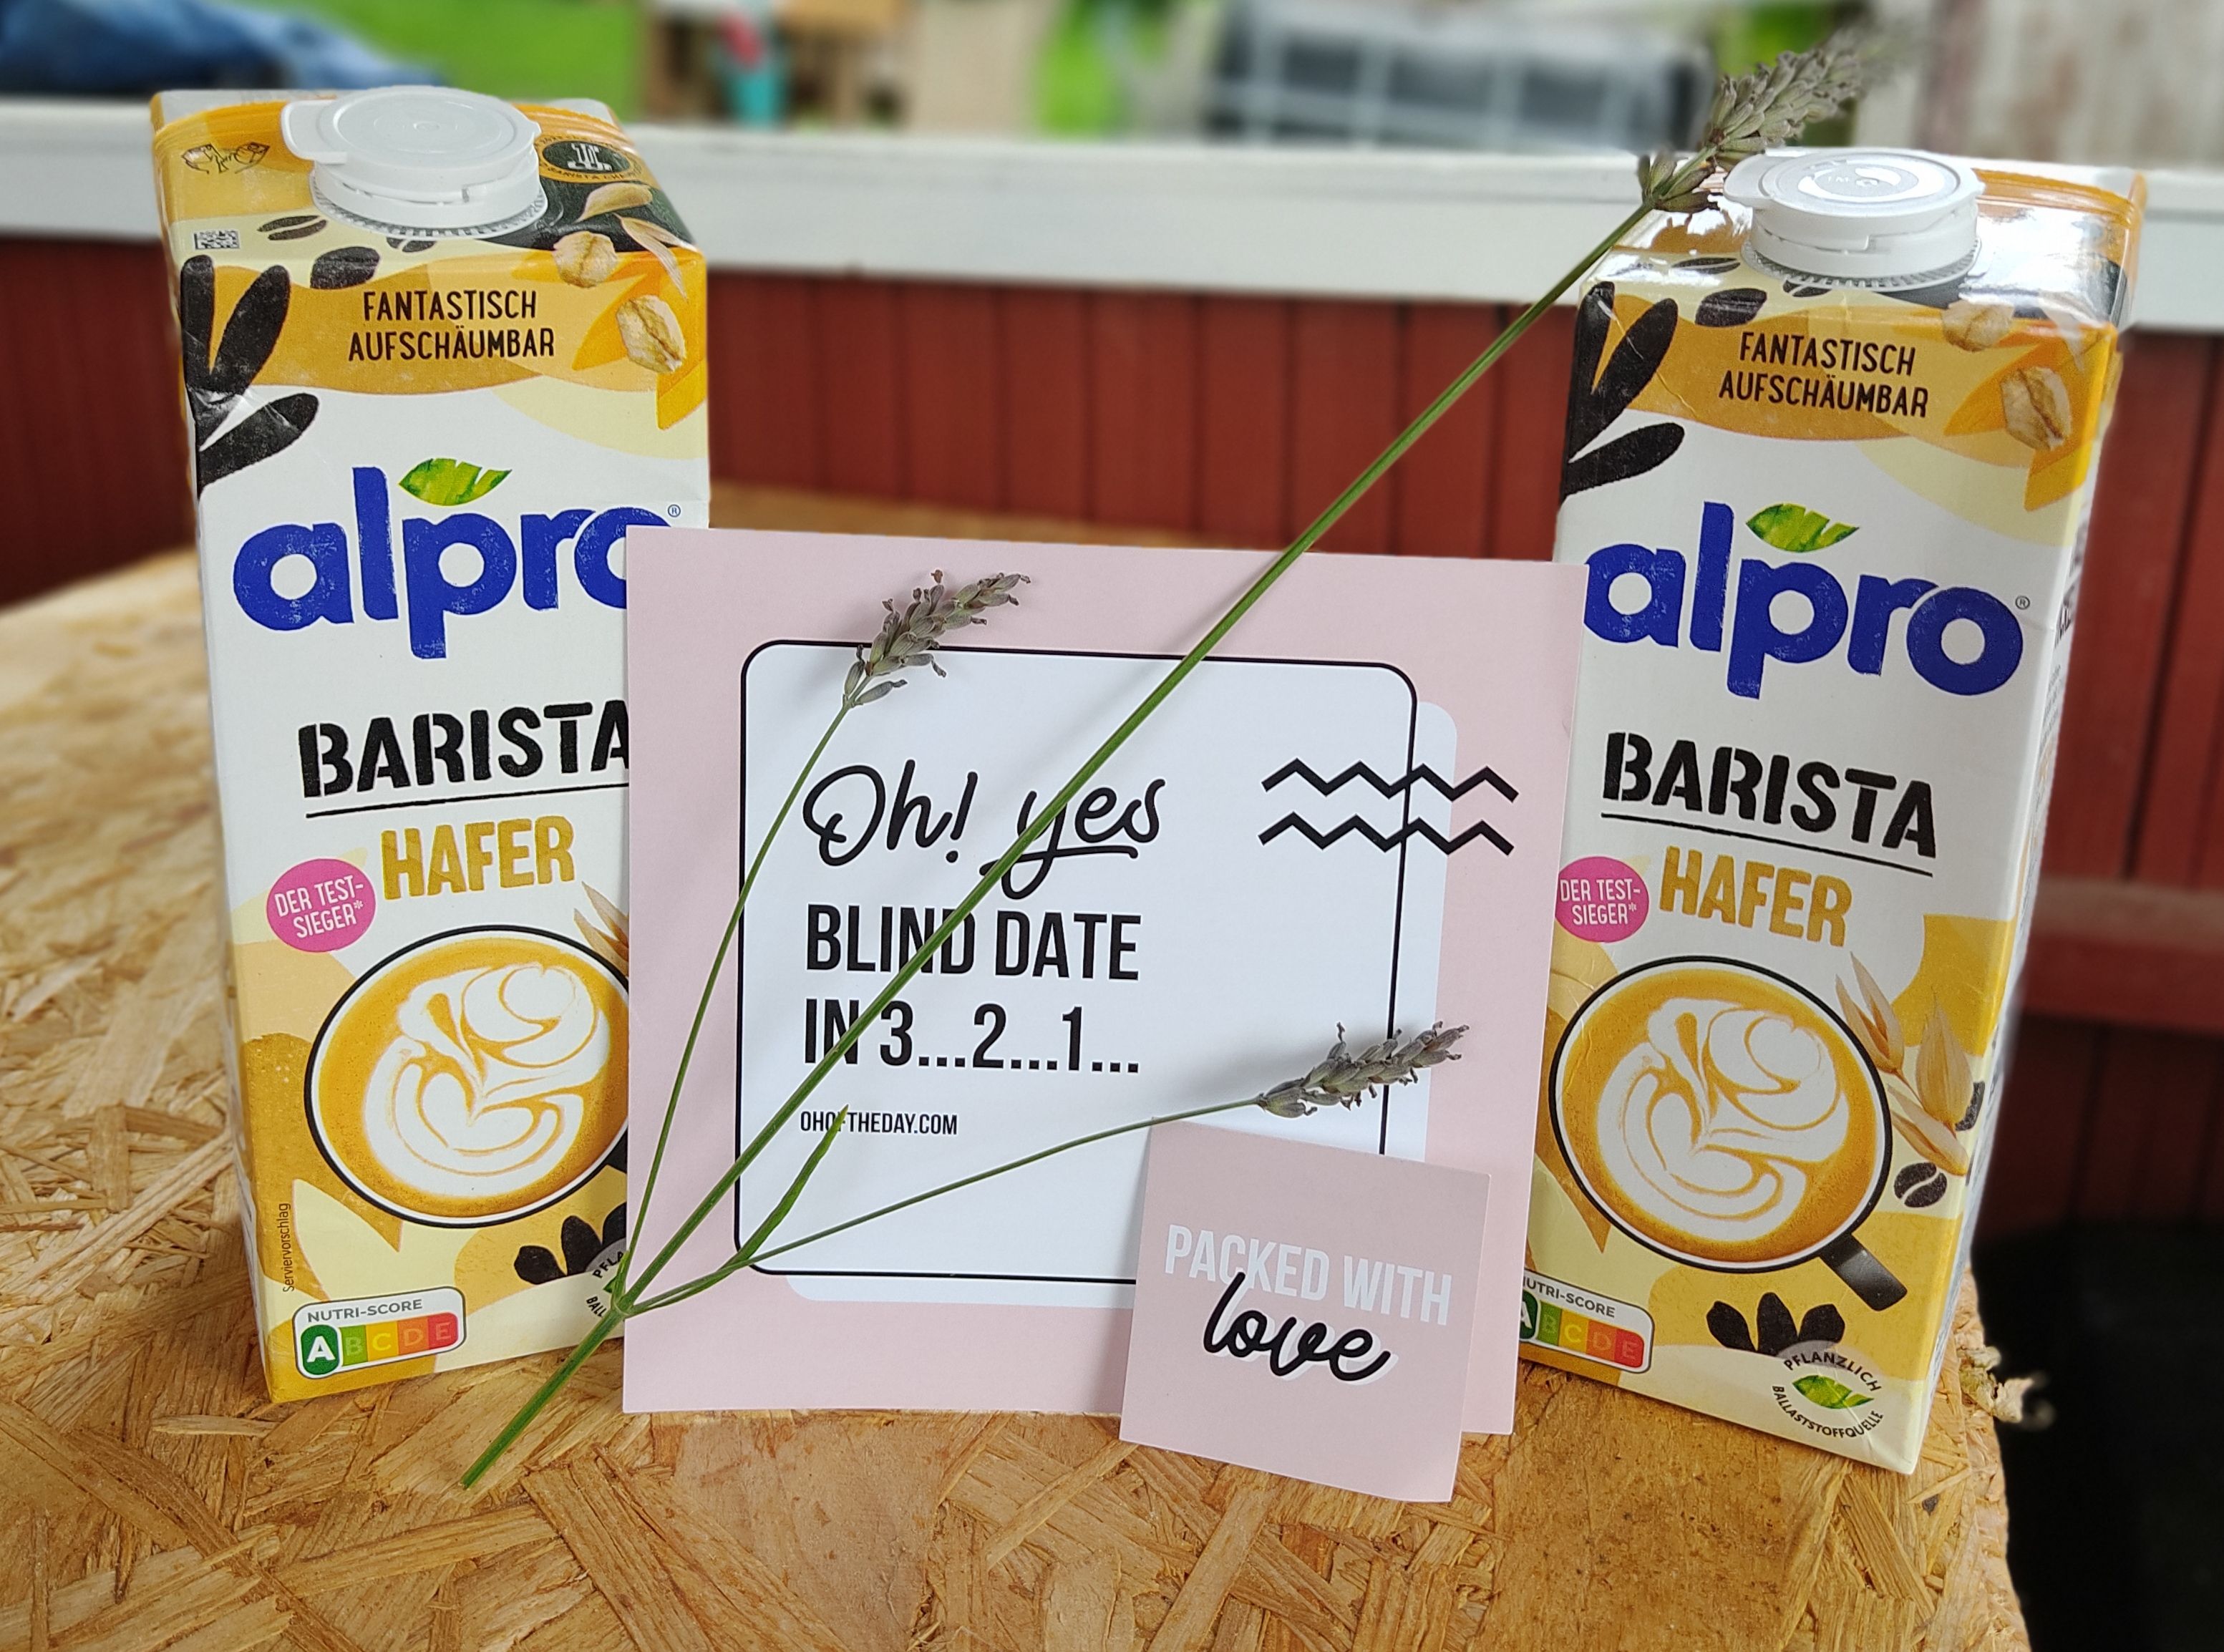 FANTASTISCH
AUFSCHÄUMBAR
alpro®
BARISTA
HAFER
DER TEST-
SIEGER*
Serviervorschlag
NUTRI-SCORE
A B C D E
Oh! yes
BLIND DATE
IN 3...2...1...
OHOFTHEDAY.COM
PACKED WITH
love
FANTASTISCH
AUFSCHÄUMBAR
alpro®
BARISTA
HAFER
DER TEST-
SIEGER*
NUTRI-SCORE
A B C D E
PFLANZLICH
BALLASTSTOFFQUELLE